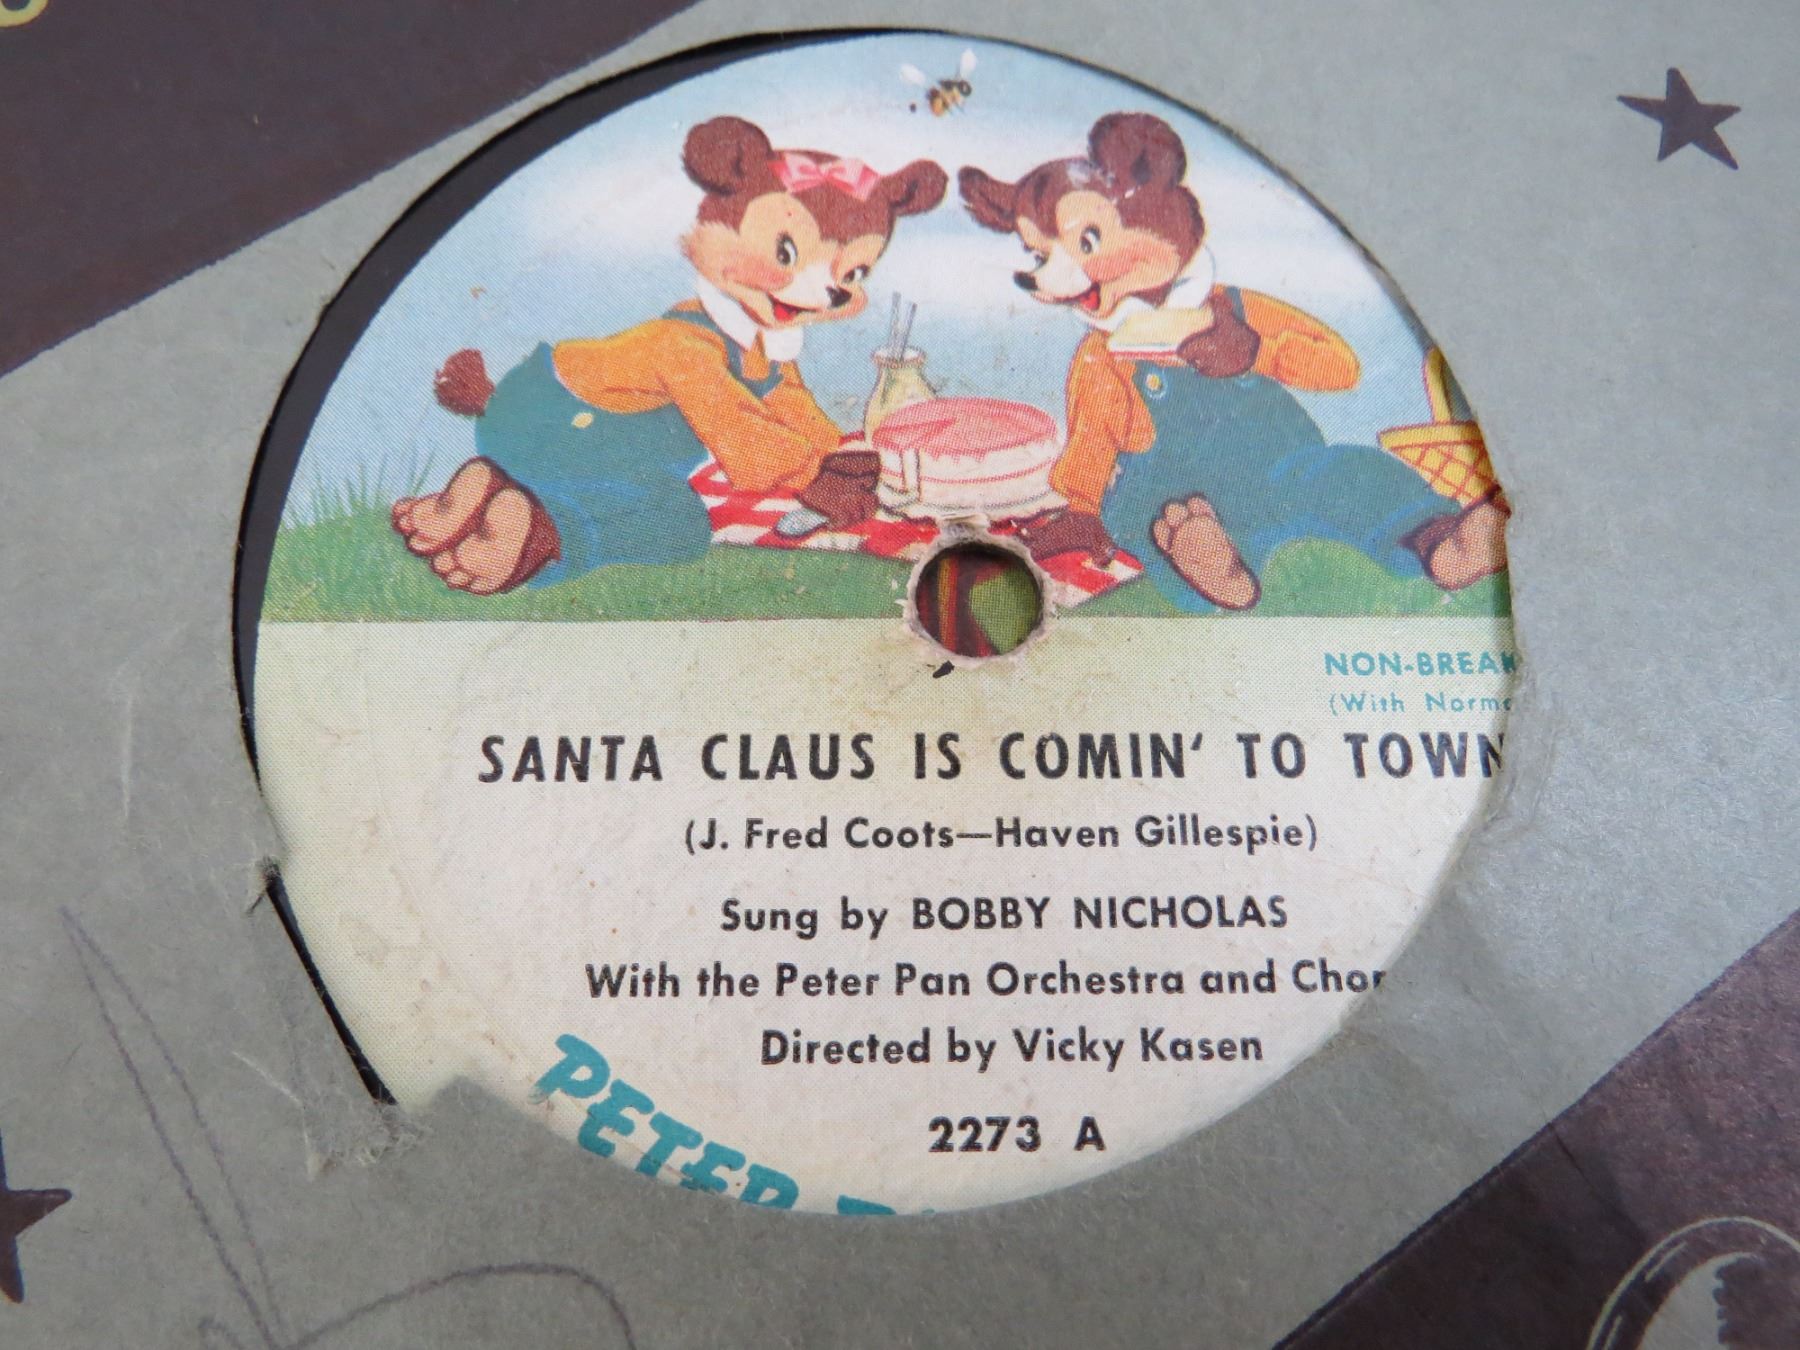 NON-BREAK
(With Norm
SANTA CLAUS IS COMIN' TO TOWN
(J. Fred Coots—Haven Gillespie)
Sung by BOBBY NICHOLAS
With the Peter Pan Orchestra and Chor
Directed by Vicky Kasen
2273 A
PETER